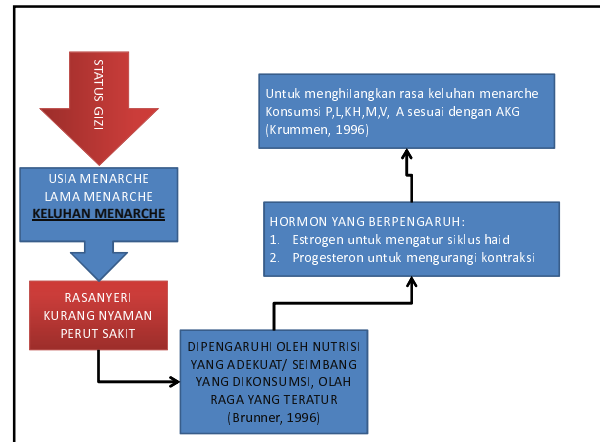 STATUS GIZI
USIA MENARCHE
LAMA MENARCHE
KELUHAN MENARCHE
RASANYERI
KURANG NYAMAN
PERUT SAKIT
DIPENGARUHI OLEH NUTRISI
YANG ADEKUAT/ SEIMBANG
YANG DIKONSUMSI, OLAH
RAGA YANG TERATUR
(Brunner, 1996)
HORMON YANG BERPENGARUH:
1. Estrogen untuk mengatur siklus haid
2. Progesteron untuk mengurangi kontraksi
Untuk menghilangkan rasa keluhan menarche
Konsumsi P,L,KH,M,V, A sesuai dengan AKG
(Krummen, 1996)